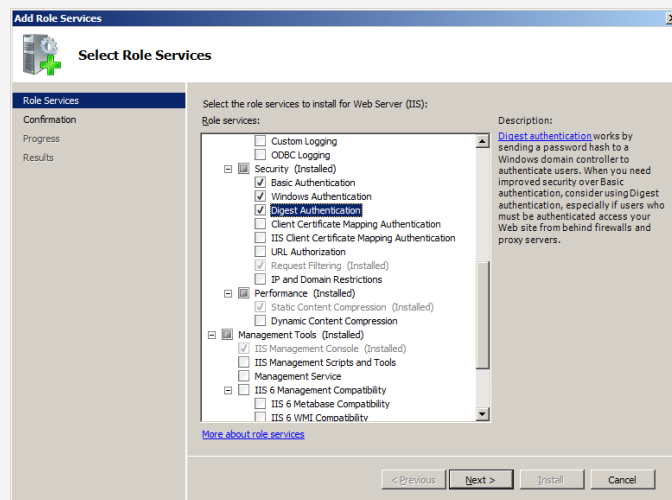 Add Role Services
Select Role Services
Role Services
Confirmation
Progress
Results
Select the role services to install for Web Server (IIS):
Role services:
Custom Logging
ODBC Logging
Security (Installed)
Basic Authentication
Windows Authentication
Digest Authentication
Client Certificate Mapping Authentication
IIS Client Certificate Mapping Authentication
URL Authorization
Request Filtering (Installed)
IP and Domain Restrictions
Performance (Installed)
Static Content Compression (Installed)
Dynamic Content Compression
Management Tools (Installed)
IIS Management Console (Installed)
IIS Management Scripts and Tools
Management Service
IIS 6 Management Compatibility
IIS 6 Metabase Compatibility
IIS 6 WMI Compatibility
More about role services
Description:
Digest authentication works by
sending a password hash to a
Windows domain controller to
authenticate users. When you need
improved security over Basic
authentication, consider using Digest
authentication, especially if users who
must be authenticated access your
Web site from behind firewalls and
proxy servers.
< Previous
Next >
Install
Cancel